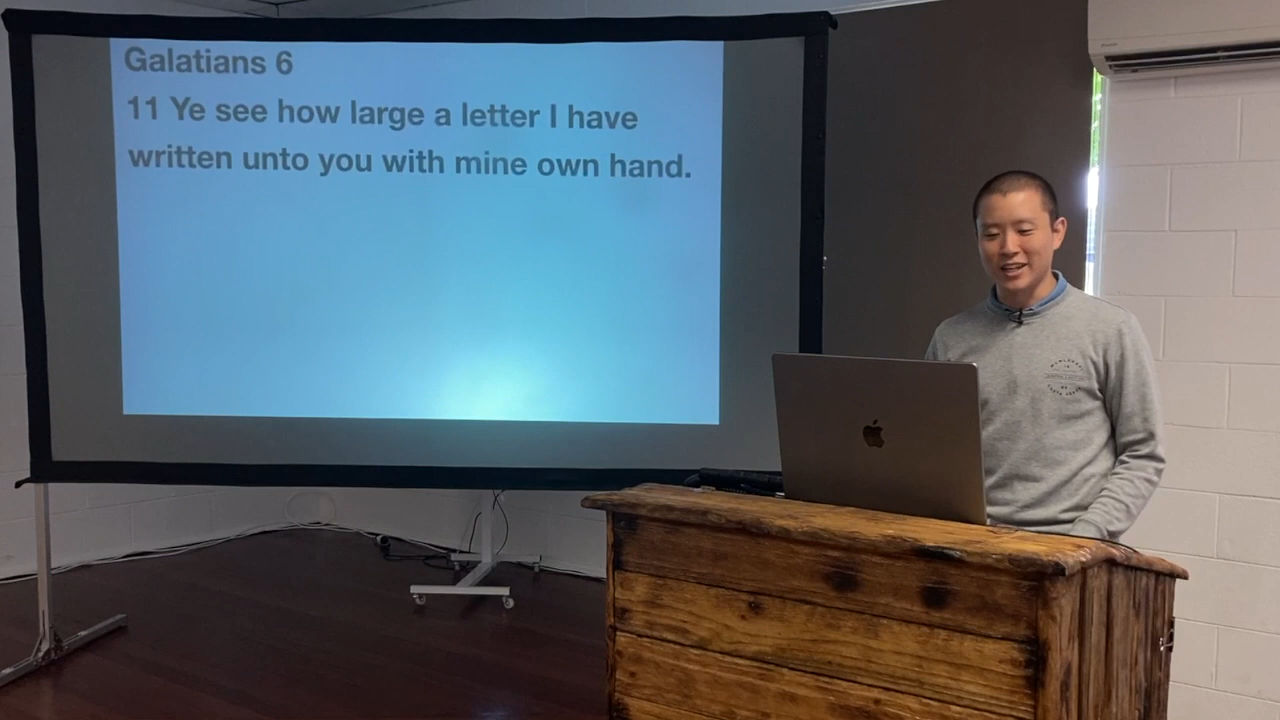 Galatians 6
11 Ye see how large a letter I have
written unto you with mine own hand.